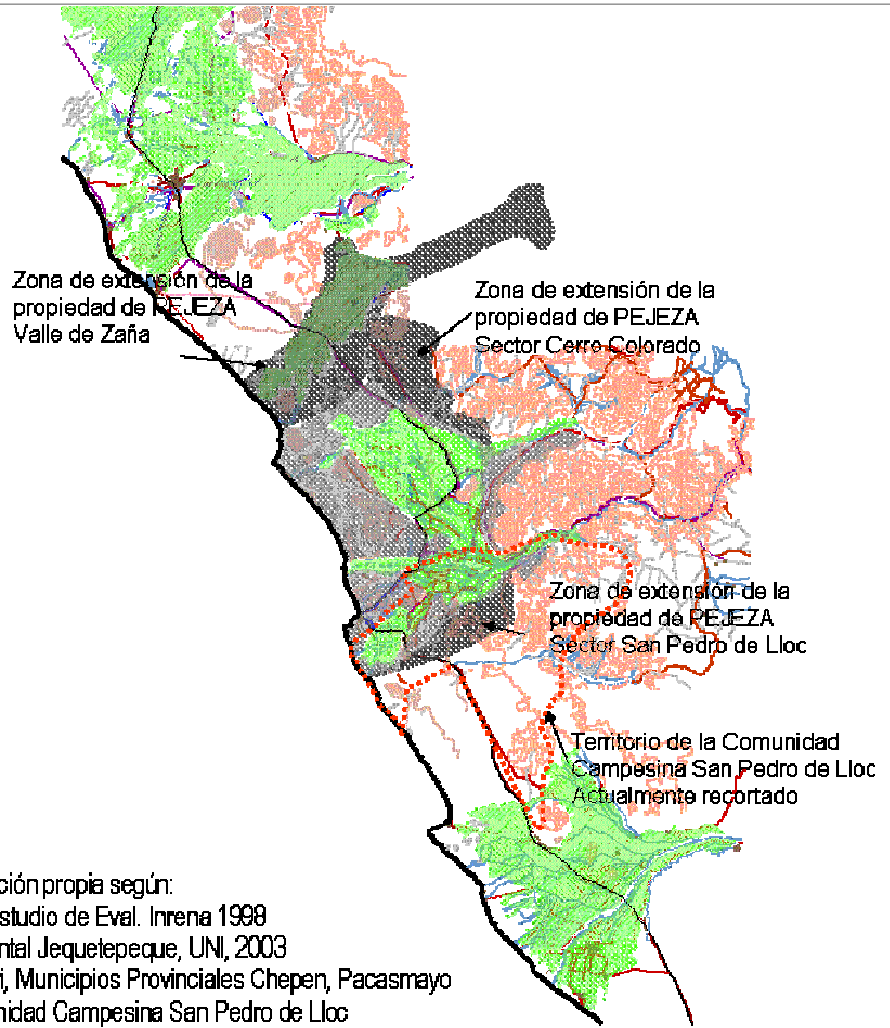 Zona de extensión de la
propiedad de PEJEZA
Valle de Zaña
Zona de extensión de la
propiedad de PEJEZA
Sector Cerro Colorado
Zona de extensión de la
propiedad de PEJEZA
Sector San Pedro de Lloc
Territorio de la Comunidad
Campesina San Pedro de Lloc
Actualmente recortado
ción propia según:
studio de Eval. Inrena 1998
ntal Jequetepeque, UNI, 2003
i, Municipios Provinciales Chepen, Pacasmayo
nidad Campesina San Pedro de Lloc